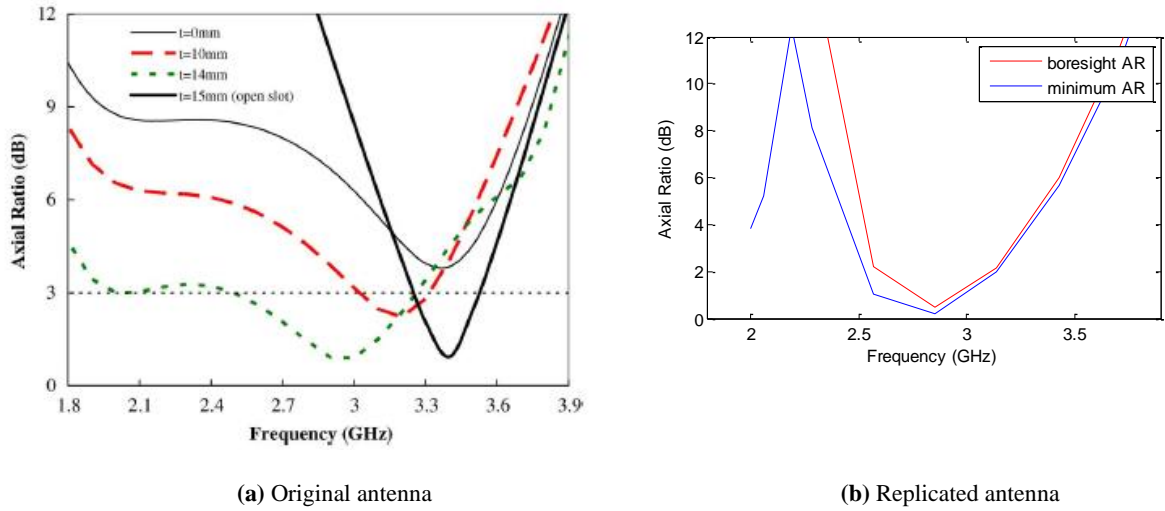 12
9
6
3
0
Axial Ratio (dB)
t=0mm
t=10mm
t=14mm
t=15mm (open slot)
1.8 2.1 2.4 2.7 3 3.3 3.6 3.9
Frequency (GHz)
12
10
8
6
4
2
0
Axial Ratio (dB)
boresight AR
minimum AR
2 2.5 3 3.5
Frequency (GHz)
(a) Original antenna
(b) Replicated antenna